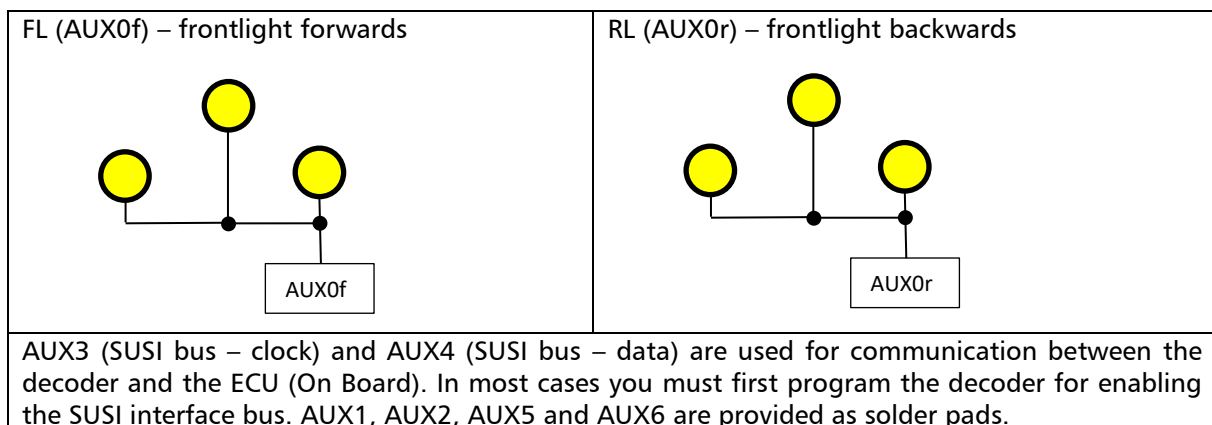 FL (AUX0f) – frontlight forwards
RL (AUX0r) – frontlight backwards
AUX0f
AUX0r
AUX3 (SUSI bus – clock) and AUX4 (SUSI bus – data) are used for communication between the
decoder and the ECU (On Board). In most cases you must first program the decoder for enabling
the SUSI interface bus. AUX1, AUX2, AUX5 and AUX6 are provided as solder pads.